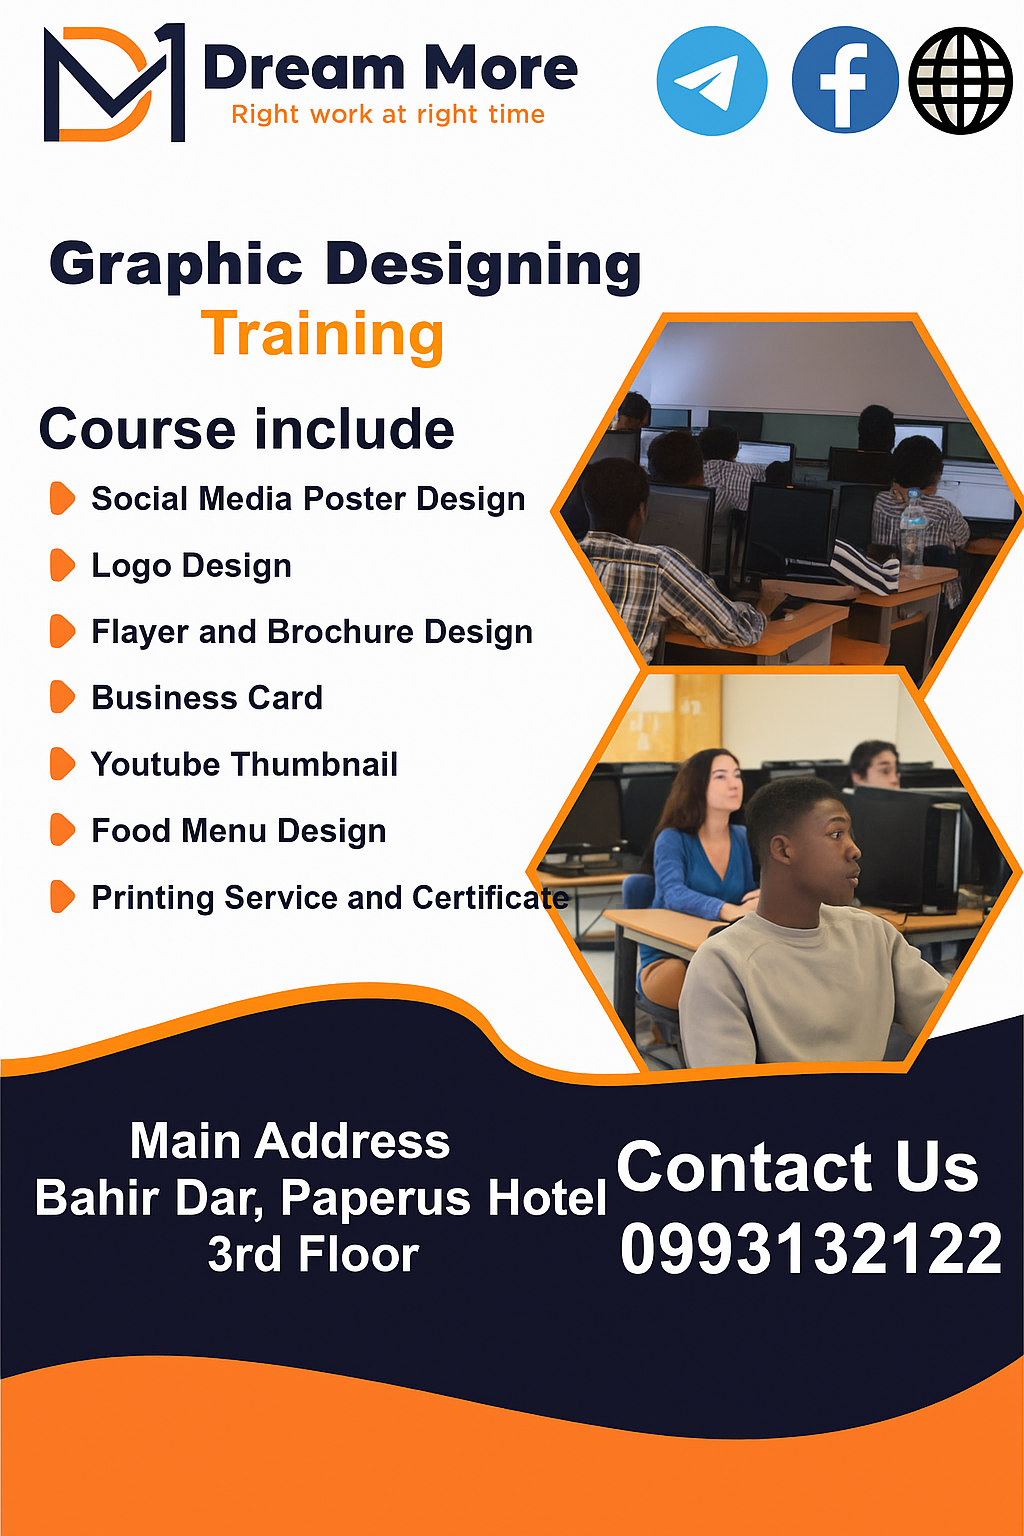 Dream More
Right work at right time
Graphic Designing
Training
Course include
Social Media Poster Design
Logo Design
Flayer and Brochure Design
Business Card
Youtube Thumbnail
Food Menu Design
Printing Service and Certificate
Main Address
Bahir Dar, Paperus Hotel
3rd Floor
Contact Us
0993132122